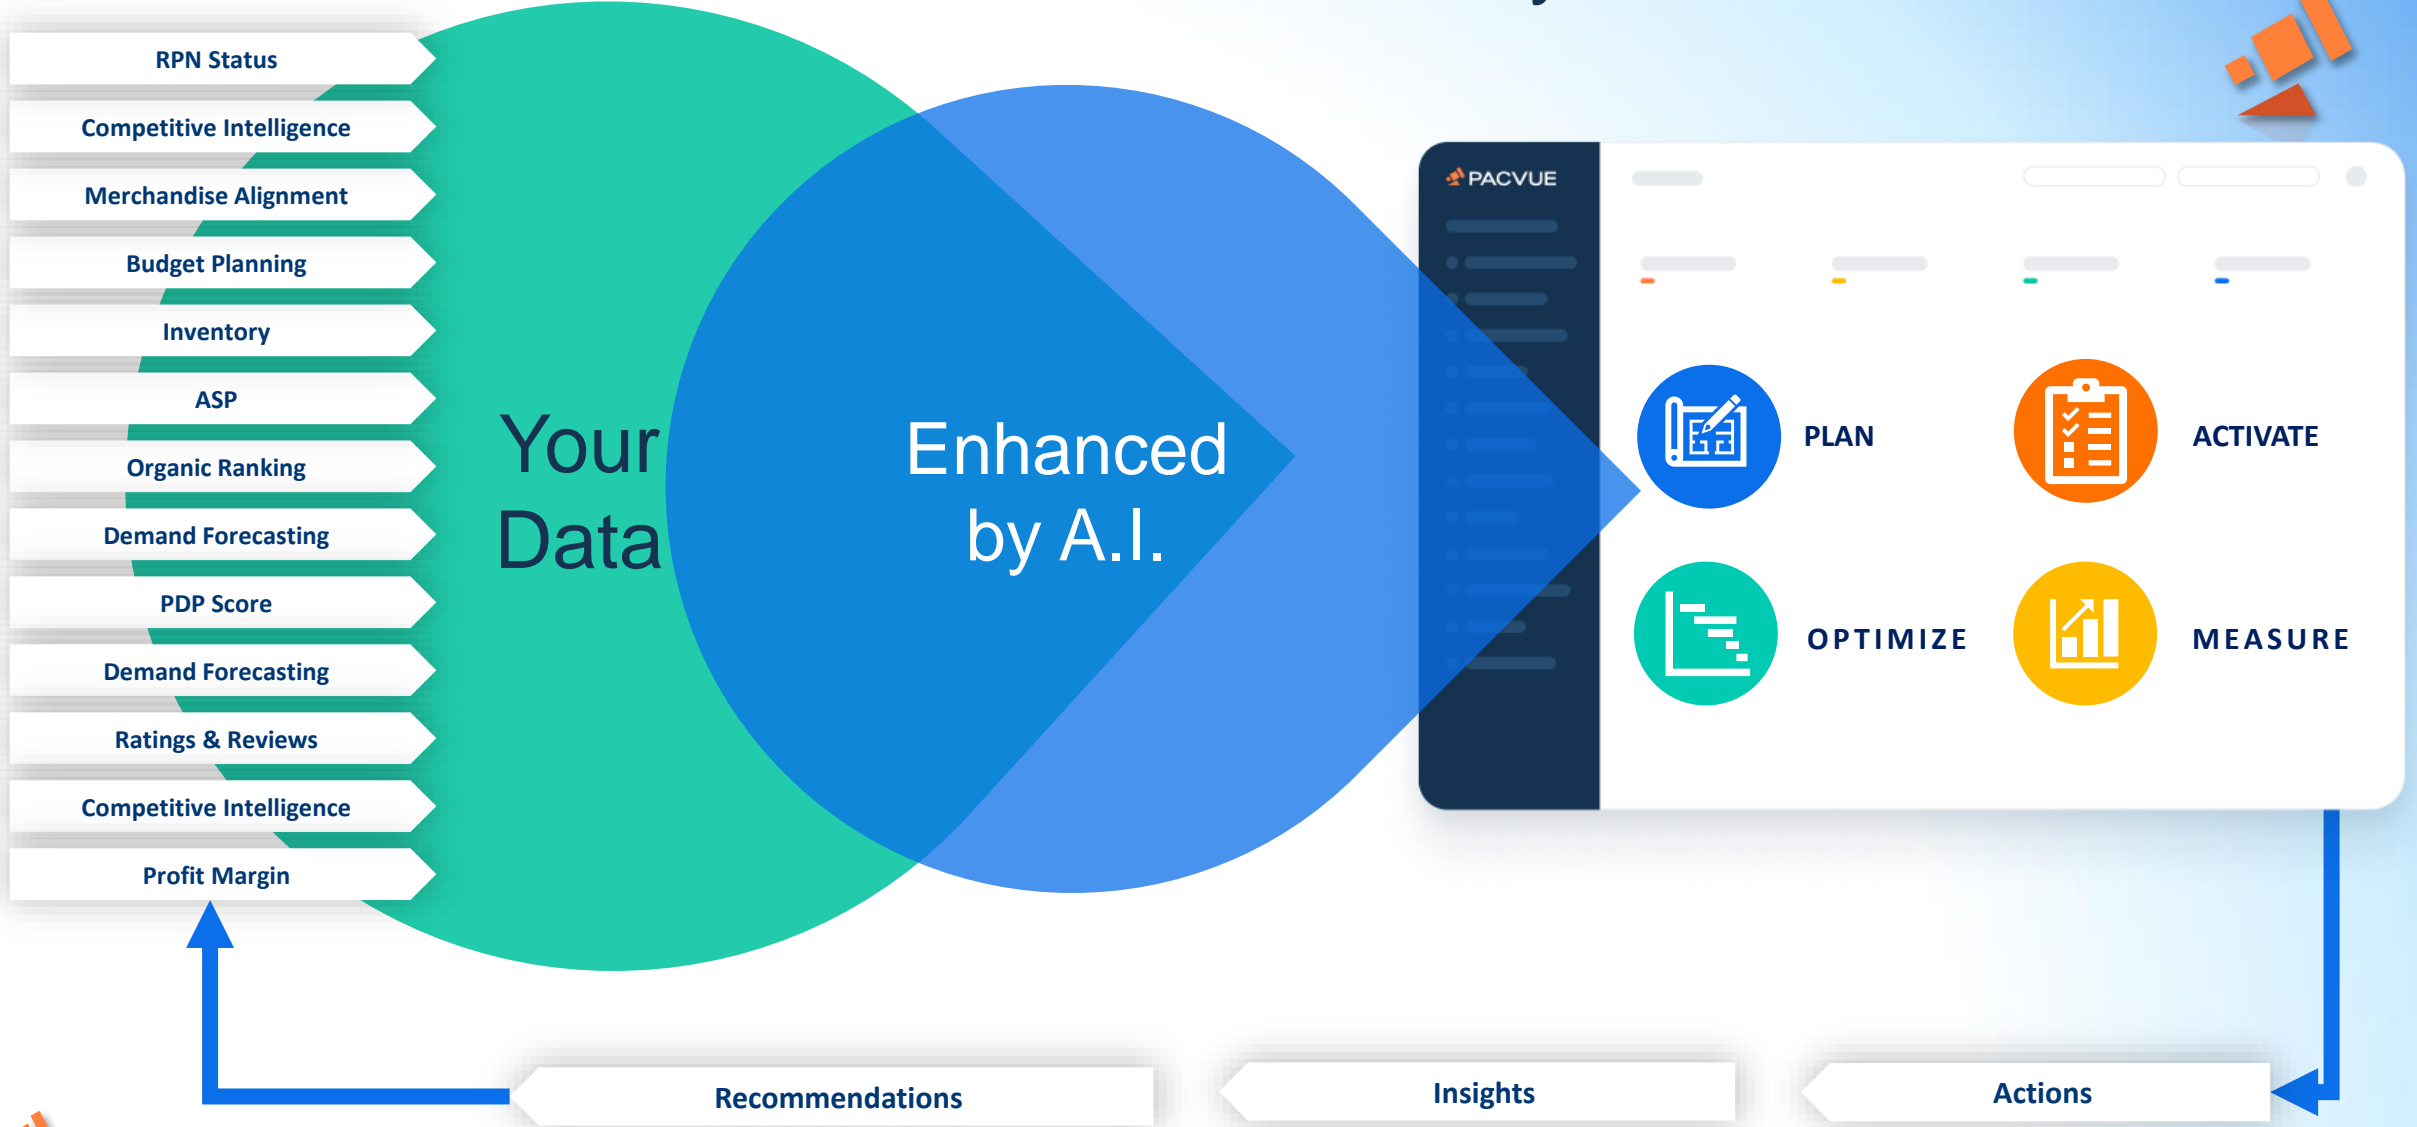 RPN Status
Competitive Intelligence
Merchandise Alignment
Budget Planning
Inventory
ASP
Organic Ranking
Demand Forecasting
PDP Score
Demand Forecasting
Ratings & Reviews
Competitive Intelligence
Profit Margin
Your
Data
Enhanced
by A.I.
PACVUE
PLAN
ACTIVATE
OPTIMIZE
MEASURE
Recommendations
Insights
Actions